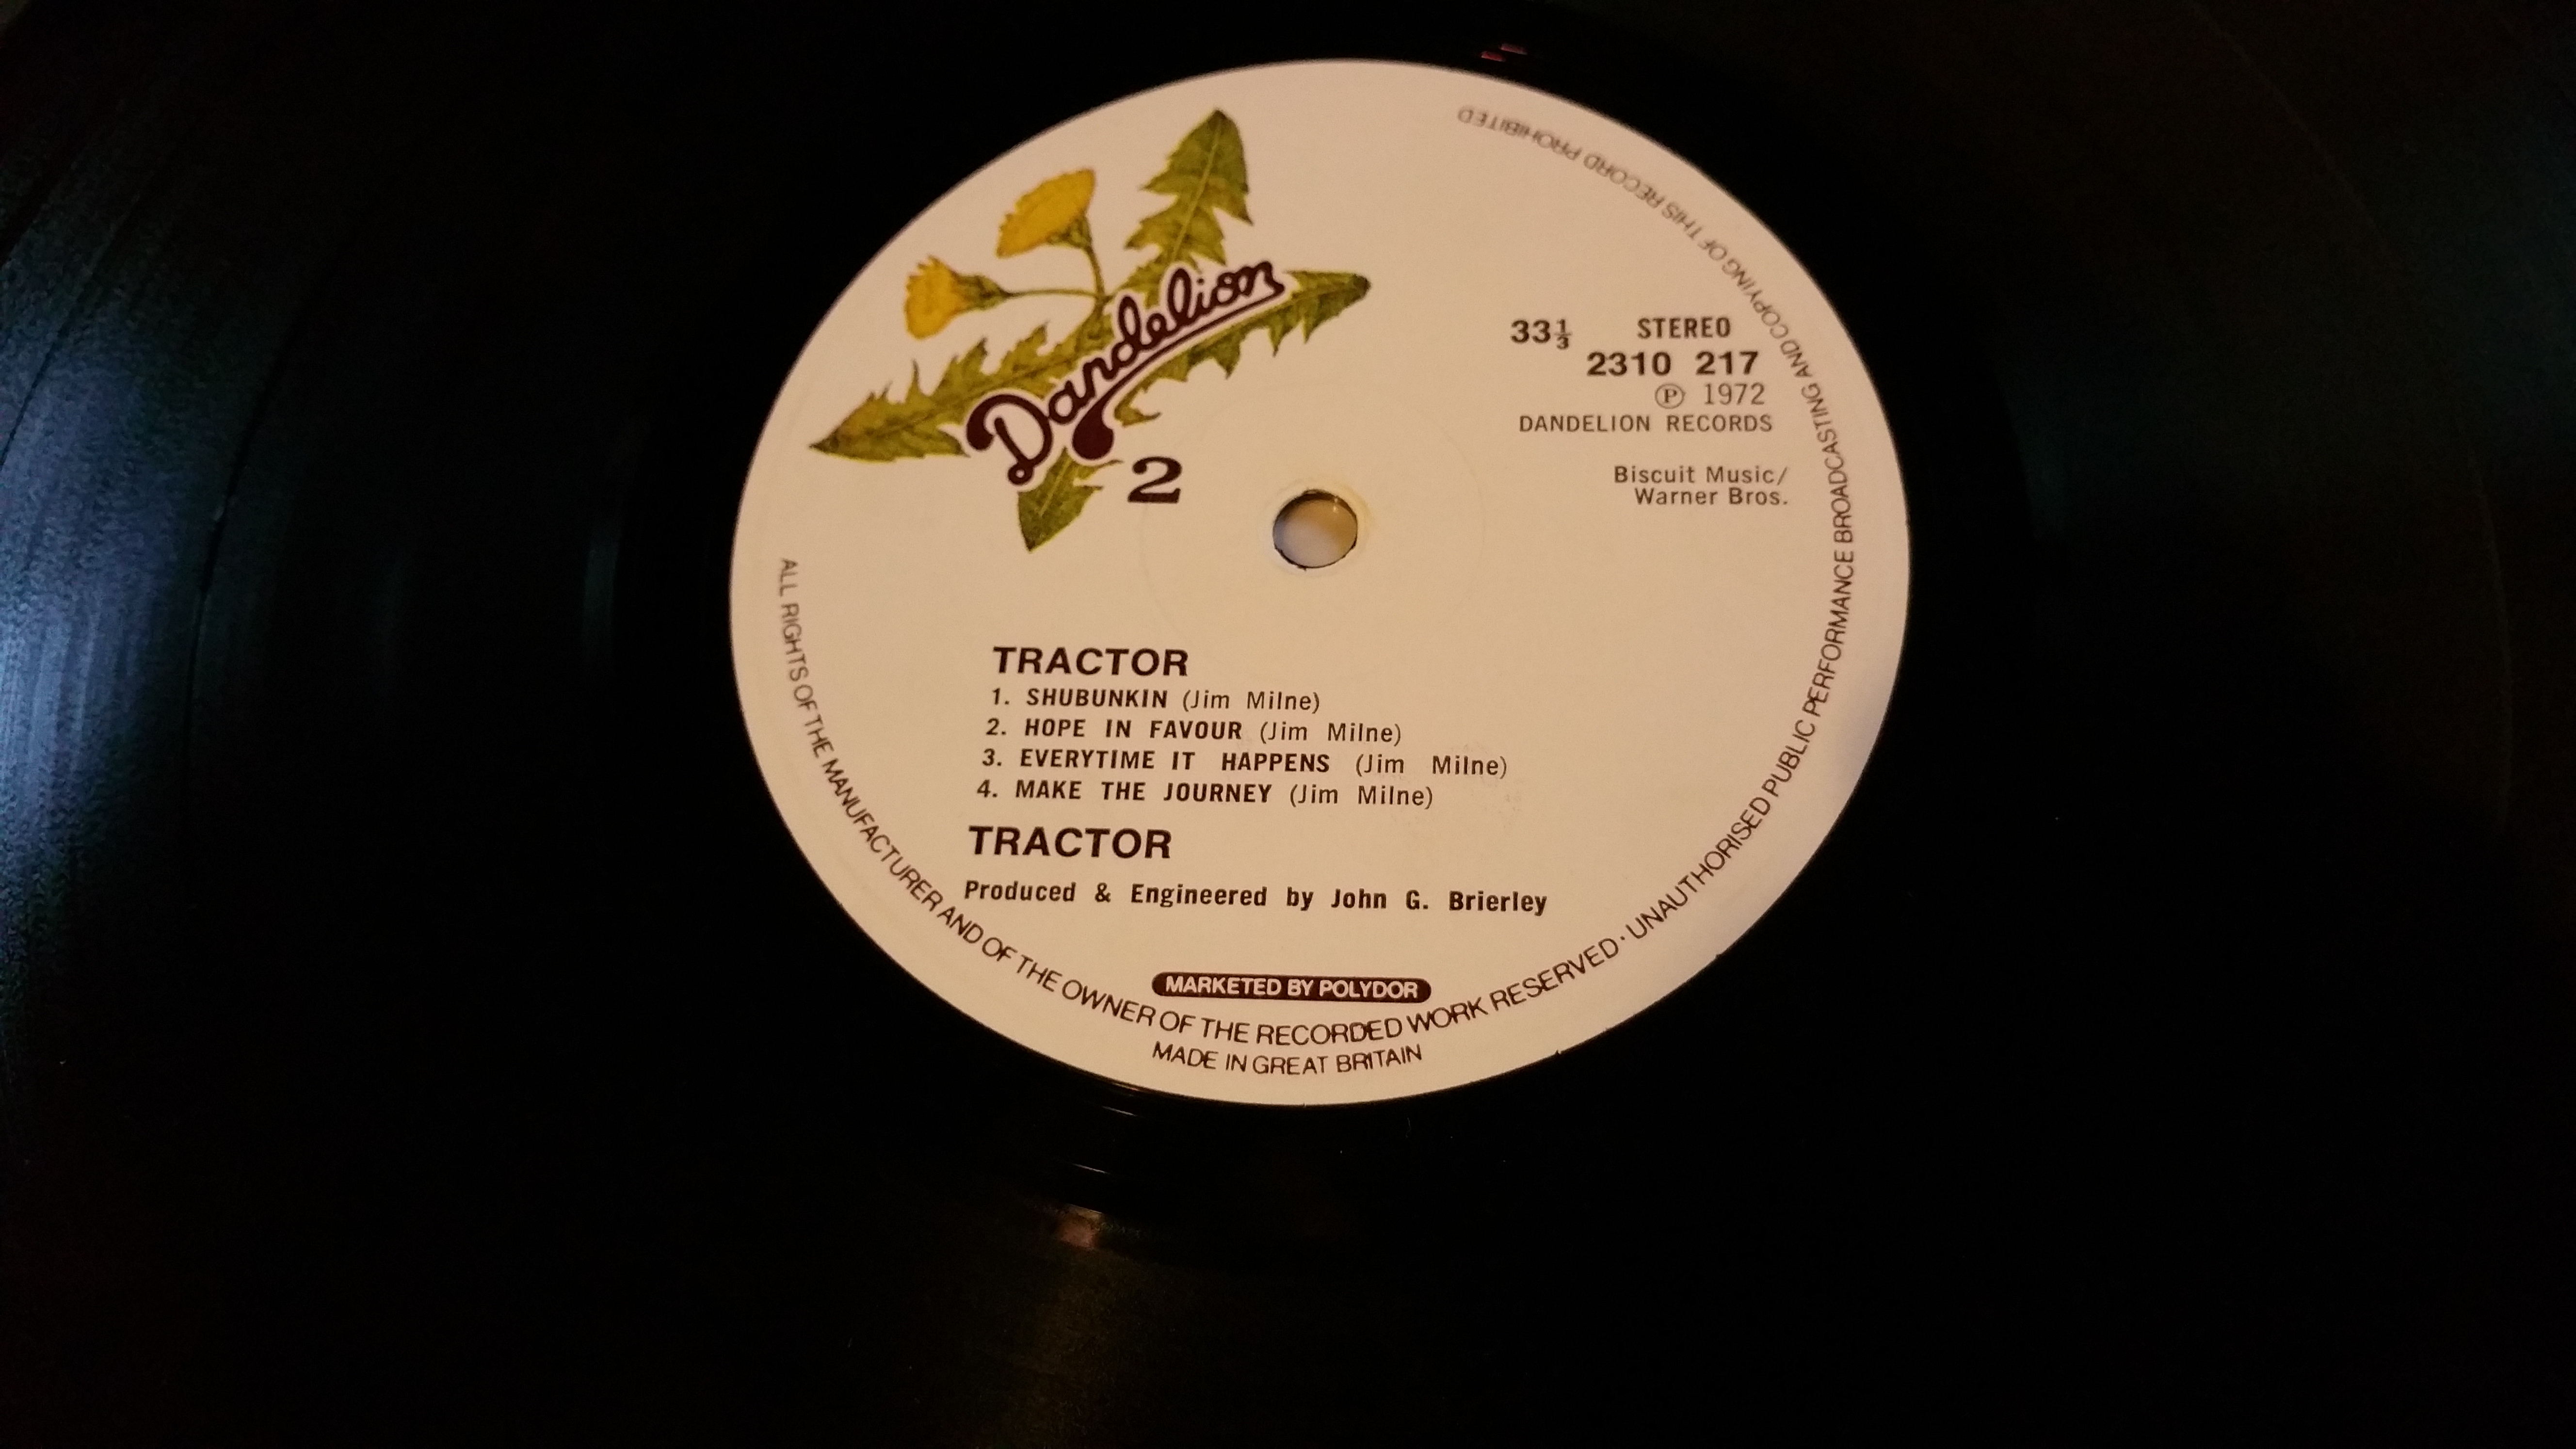 Dandelion
2
33⅓ STEREO
2310 217
℗ 1972
DANDELION RECORDS
Biscuit Music/
Warner Bros.
TRACTOR
1. SHUBUNKIN (Jim Milne)
2. HOPE IN FAVOUR (Jim Milne)
3. EVERYTIME IT HAPPENS (Jim Milne)
4. MAKE THE JOURNEY (Jim Milne)
TRACTOR
Produced & Engineered by John G. Brierley
MARKETED BY POLYDOR
ALL RIGHTS OF THE MANUFACTURER AND OF THE OWNER OF THE RECORDED WORK RESERVED · UNAUTHORISED PUBLIC PERFORMANCE BROADCASTING AND COPYING OF THIS RECORD PROHIBITED
MADE IN GREAT BRITAIN